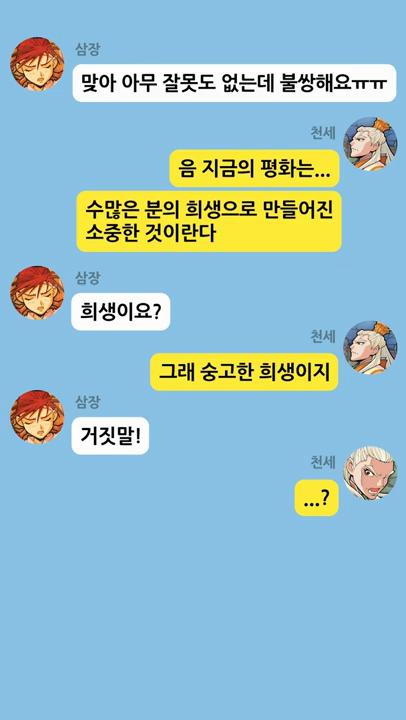 삼장
맞아 아무 잘못도 없는데 불쌍해요ㅠㅠ
천세
음 지금의 평화는...
수많은 분의 희생으로 만들어진
소중한 것이란다
삼장
희생이요?
천세
그래 숭고한 희생이지
삼장
거짓말!
천세
...?